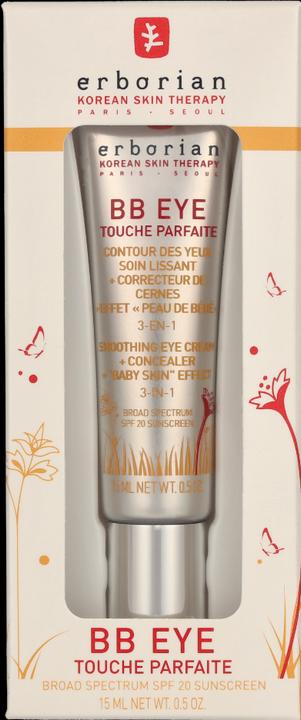 erborian
KOREAN SKIN THERAPY
PARIS - SEOUL
erborian
KOREAN SKIN THERAPY
PARIS - SEOUL
BB EYE
TOUCHE PARFAITE
CONTOUR DES YEUX
SOIN LISSANT
+ CORRECTEUR DE
CERNES
+ EFFET « PEAU DE BÉBÉ »
3-EN-1
SMOOTHING EYE CREAM
+ CONCEALER
+ "BABY SKIN" EFFECT
3-IN-1
BROAD SPECTRUM
SPF 20 SUNSCREEN
15 ML NET WT. 0.5 OZ.
BB EYE
TOUCHE PARFAITE
BROAD SPECTRUM SPF 20 SUNSCREEN
15 ML NET WT. 0.5 OZ.